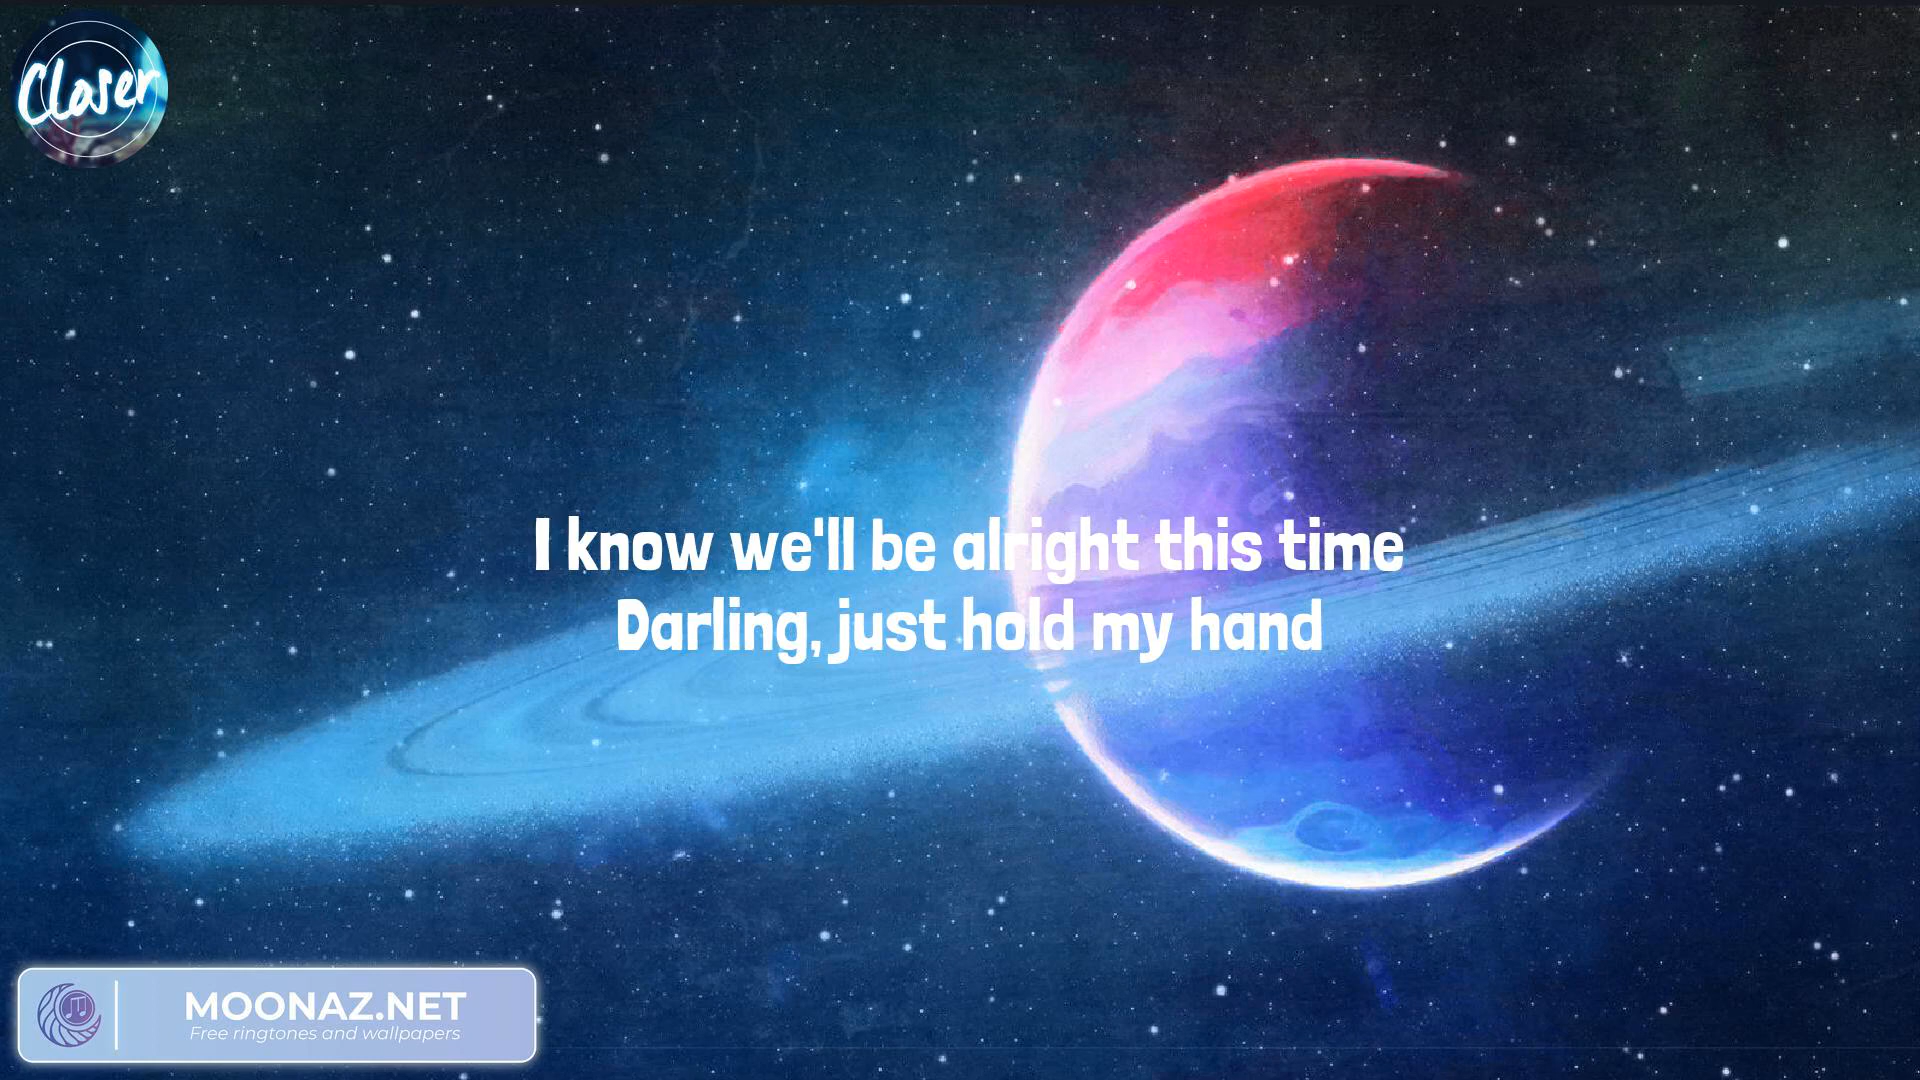 Closer
I know we'll be alright this time
Darling, just hold my hand
MOONAZ.NET
Free ringtones and wallpapers